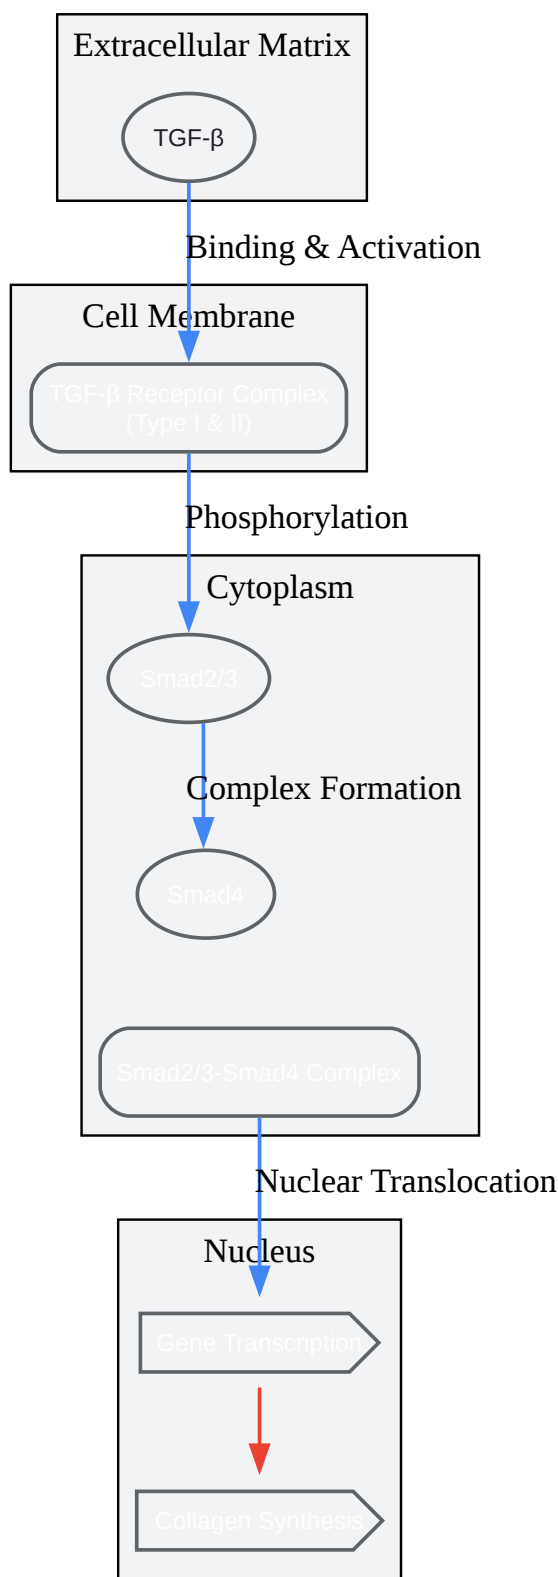 Extracellular Matrix
TGF-β
Binding & Activation
Cell Membrane
TGF-β Receptor Complex
(Type I & II)
Phosphorylation
Cytoplasm
Smad2/3
Complex Formation
Smad4
Smad2/3-Smad4 Complex
Nuclear Translocation
Nucleus
Gene Transcription
Collagen Synthesis